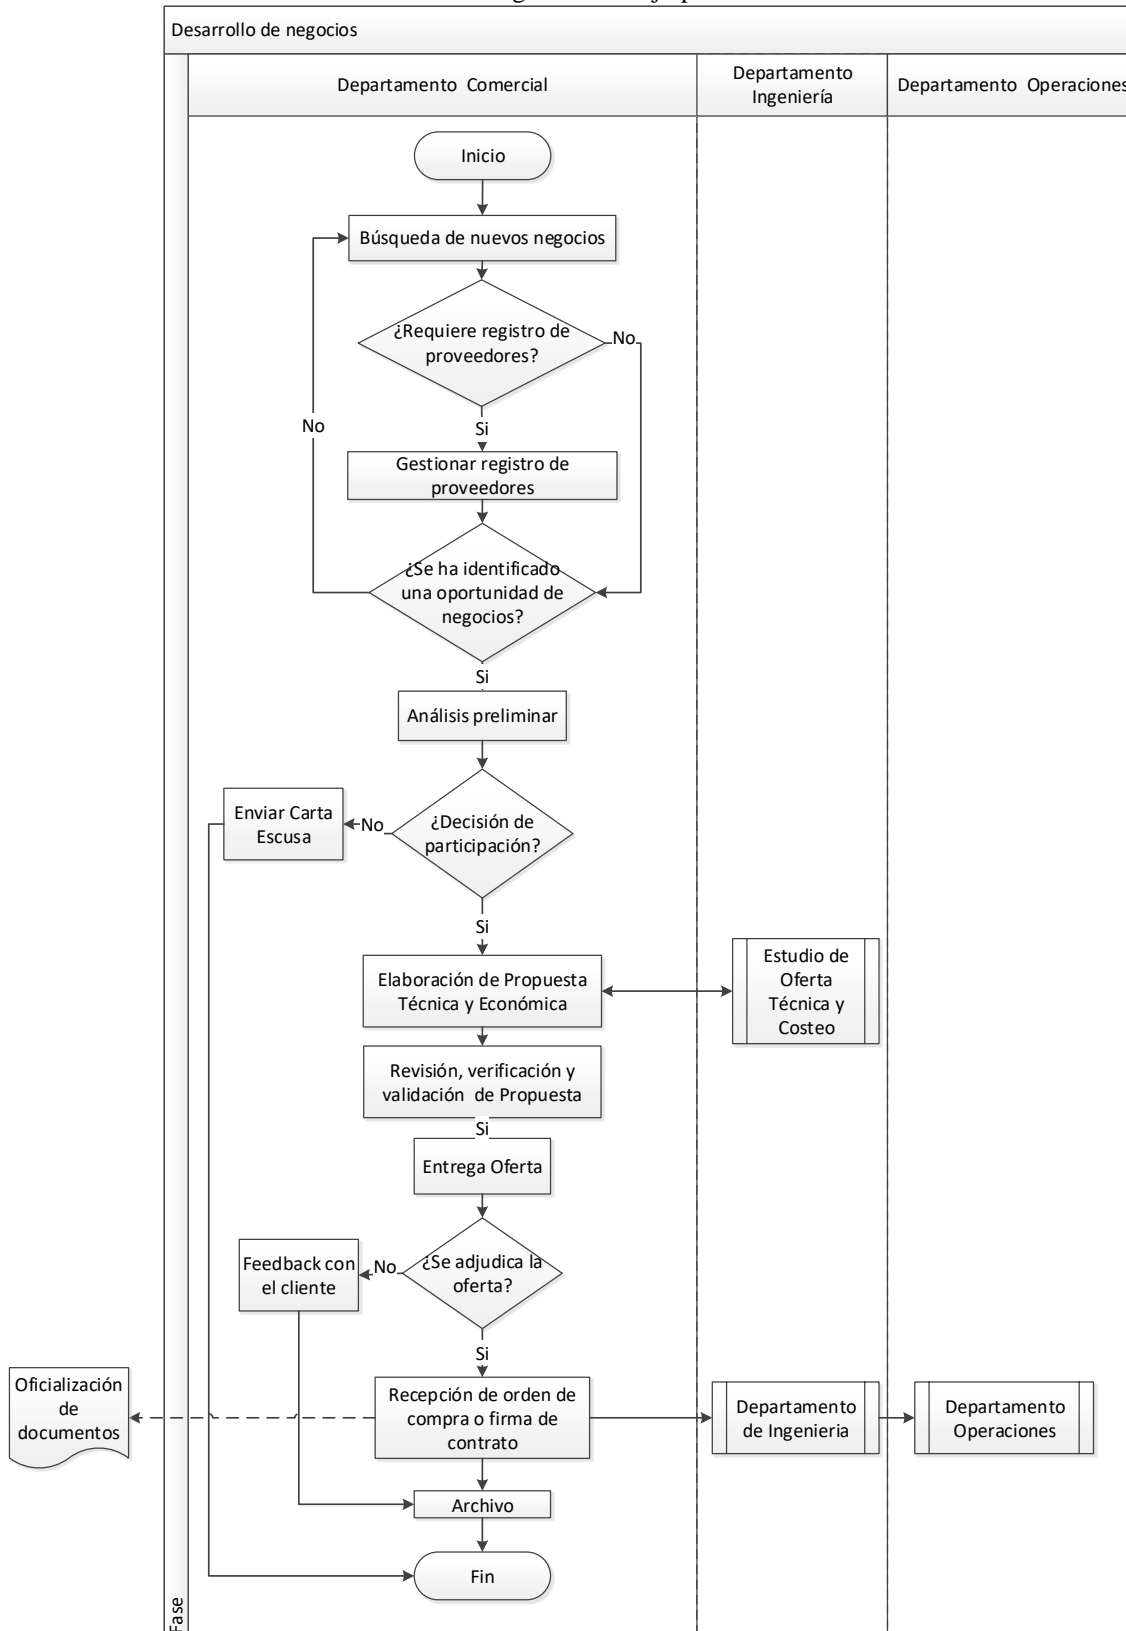 Desarrollo de negocios
Departamento Comercial
Departamento
Ingeniería
Departamento Operaciones
Inicio
Búsqueda de nuevos negocios
¿Requiere registro de
proveedores?
No
Si
No
Gestionar registro de
proveedores
¿Se ha identificado
una oportunidad de
negocios?
Si
Análisis preliminar
Enviar Carta
Escusa
No
¿Decisión de
participación?
Si
Elaboración de Propuesta
Técnica y Económica
Estudio de
Oferta
Técnica y
Costeo
Revisión, verificación y
validación de Propuesta
Si
Entrega Oferta
Feedback con
el cliente
No
¿Se adjudica la
oferta?
Si
Oficialización
de
documentos
Recepción de orden de
compra o firma de
contrato
Departamento
de Ingenieria
Departamento
Operaciones
Archivo
Fin
Fase